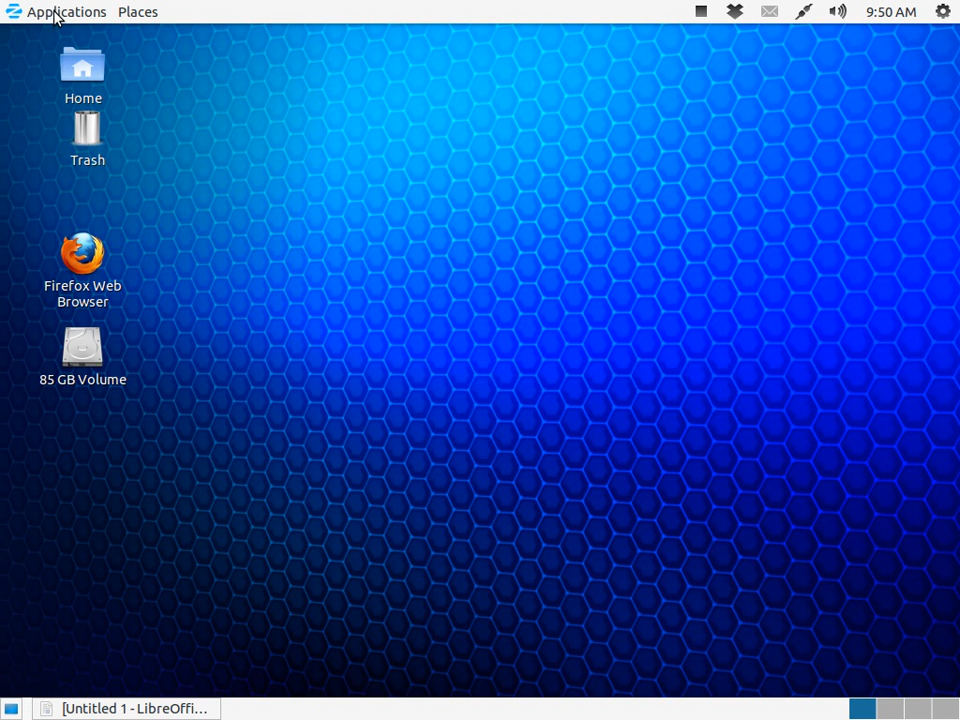 Applications Places 9:50 AM
Home
Trash
Firefox Web
Browser
85 GB Volume
[Untitled 1 - LibreOffi...